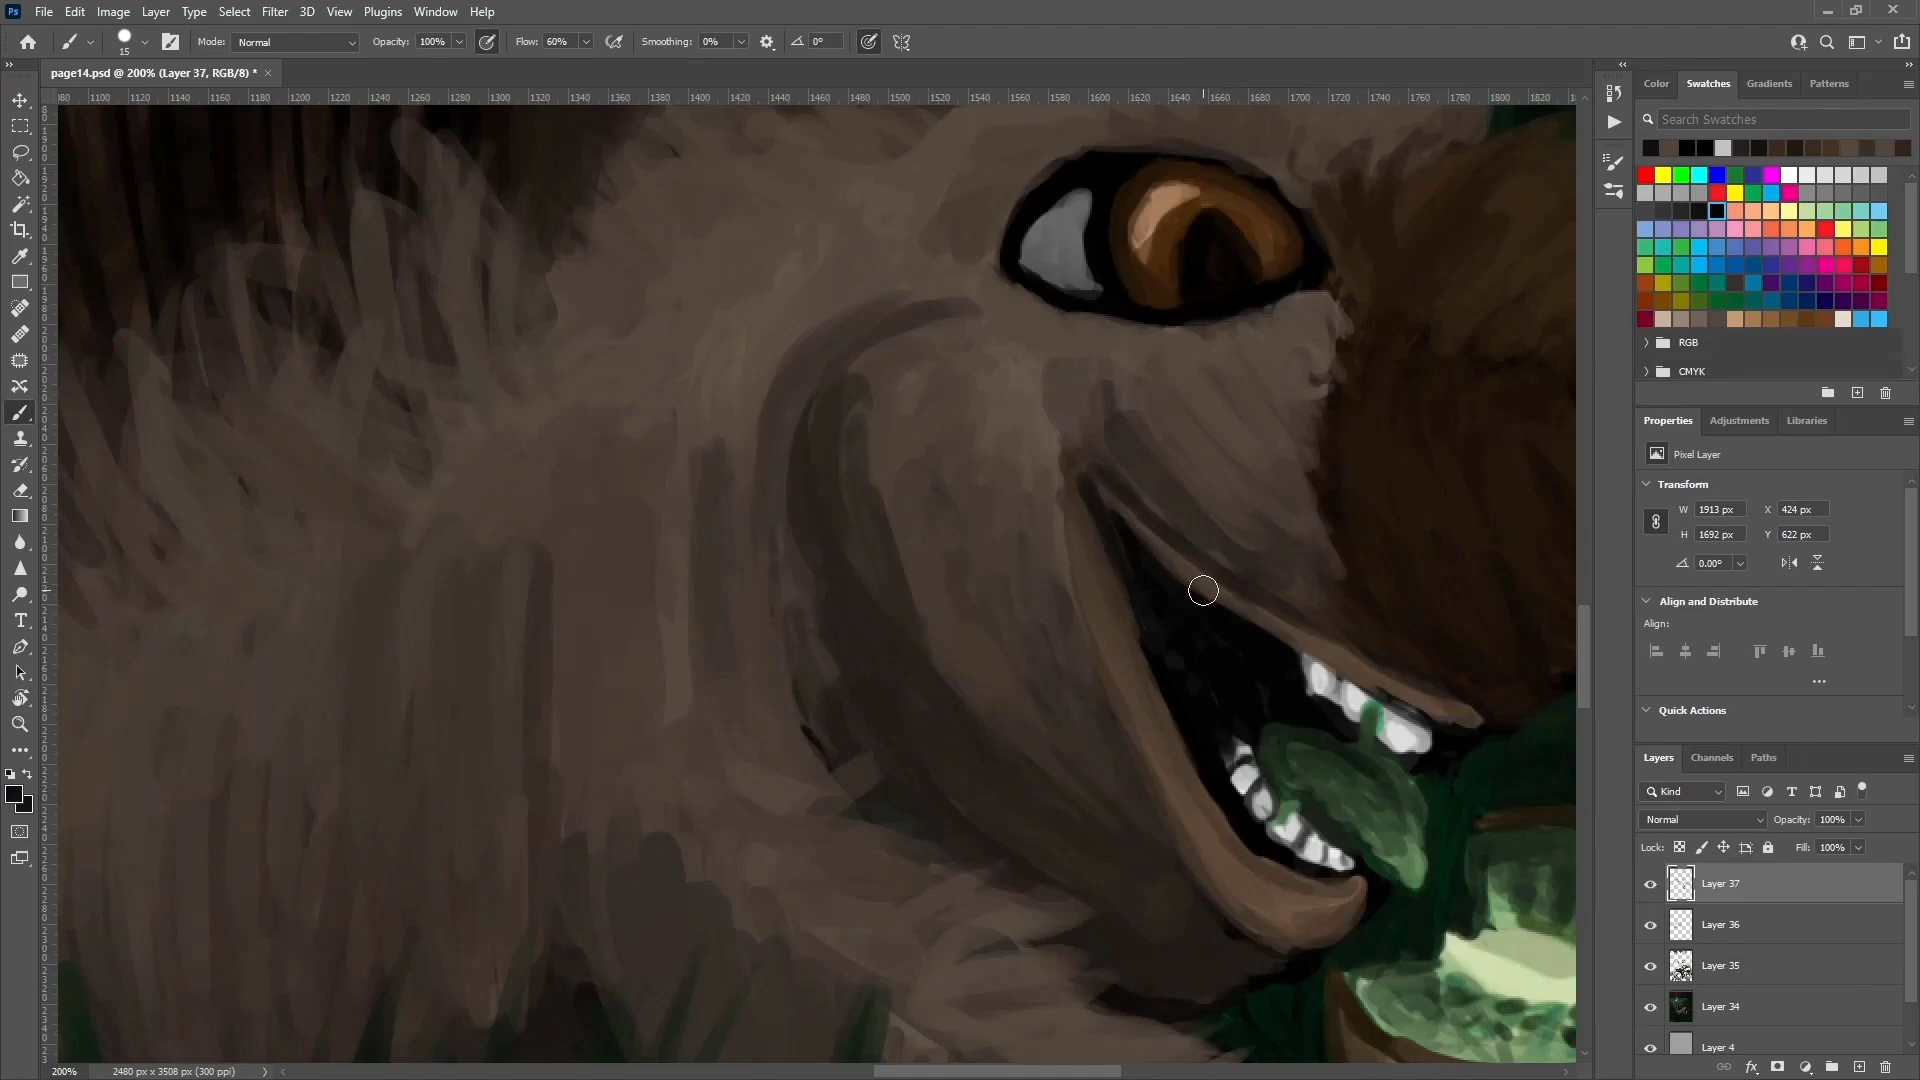 Ps File Edit Image Layer Type Select Filter 3D View Plugins Window Help
15 Mode: Normal Opacity: 100% Flow: 60% Smoothing: 0% 0°
page14.psd @ 200% (Layer 37, RGB/8) * ×
1100 1120 1140 1160 1180 1200 1220 1240 1260 1280 1300 1320 1340 1360 1380 1400 1420 1440 1460 1480 1500 1520 1540 1560 1580 1600 1620 1640 1660 1680 1700 1720 1740 1760 1780 1800 1820
Color Swatches Gradients Patterns
Search Swatches
RGB
CMYK
Properties Adjustments Libraries
Pixel Layer
Transform
W 1913 px X 424 px
H 1692 px Y 622 px
0.00°
Align and Distribute
Align:
Quick Actions
Layers Channels Paths
Kind
Normal Opacity: 100%
Lock: Fill: 100%
Layer 37
Layer 36
Layer 35
Layer 34
Layer 4
200% 2480 px x 3508 px (300 ppi)